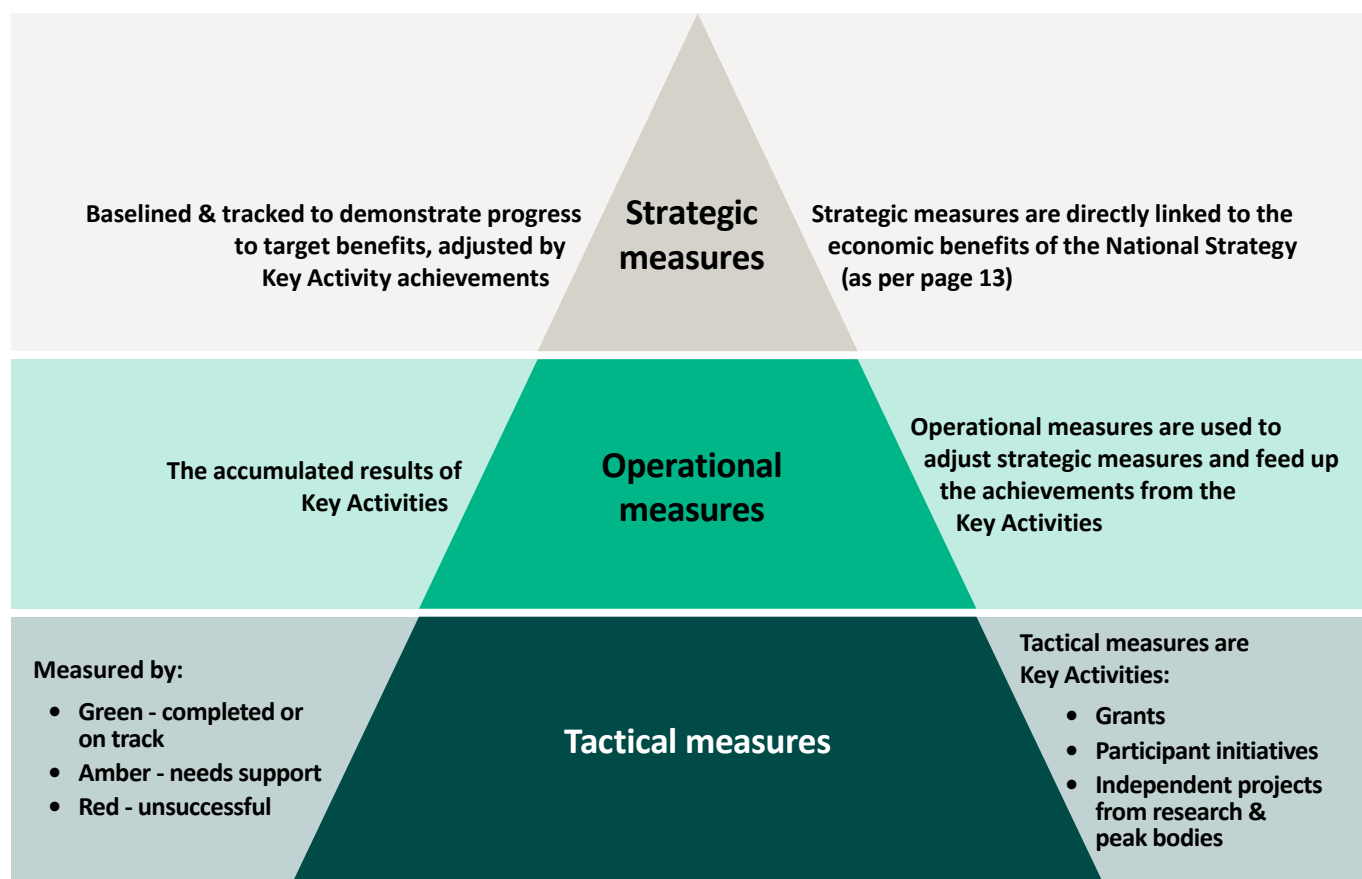 Baselined & tracked to demonstrate progress
to target benefits, adjusted by
Key Activity achievements
Strategic
measures
Strategic measures are directly linked to the
economic benefits of the National Strategy
(as per page 13)
The accumulated results of
Key Activities
Operational
measures
Operational measures are used to
adjust strategic measures and feed up
the achievements from the
Key Activities
Measured by:
• Green - completed or
on track
• Amber - needs support
• Red - unsuccessful
Tactical measures
Tactical measures are
Key Activities:
• Grants
• Participant initiatives
• Independent projects
from research &
peak bodies